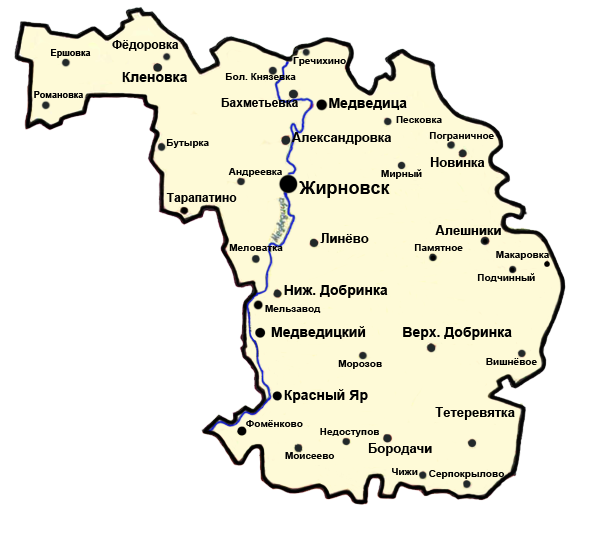 Фёдоровка
Ершовка
Гречихино
Кленовка
Бол. Князевка
Романовка
Бахметьевка
Медведица
Песковка
Александровка
Пограничное
Бутырка
Новинка
Андреевка
Мирный
Жирновск
Тарапатино
Медведица
Алешники
Линёво
Меловатка
Памятное
Макаровка
Подчинный
Ниж. Добринка
Мельзавод
Медведицкий
Верх. Добринка
Морозов
Вишнёвое
Красный Яр
Тетеревятка
Фомёнково
Недоступов
Бородачи
Моисеево
Чижи
Серпокрылово